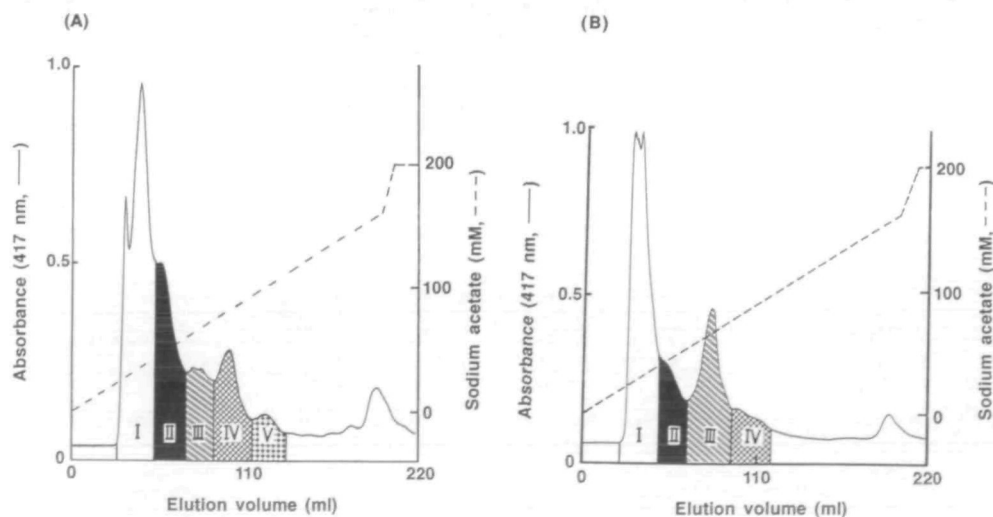 (A)
1.0
0.5
0
Absorbance (417 nm, ——)
I II III IV V
0 110 220
Elution volume (ml)
200
100
0
Sodium acetate (mM, - - -)
(B)
1.0
0.5
0
Absorbance (417 nm, ——)
I II III IV
0 110 220
Elution volume (ml)
200
100
0
Sodium acetate (mM, - - -)